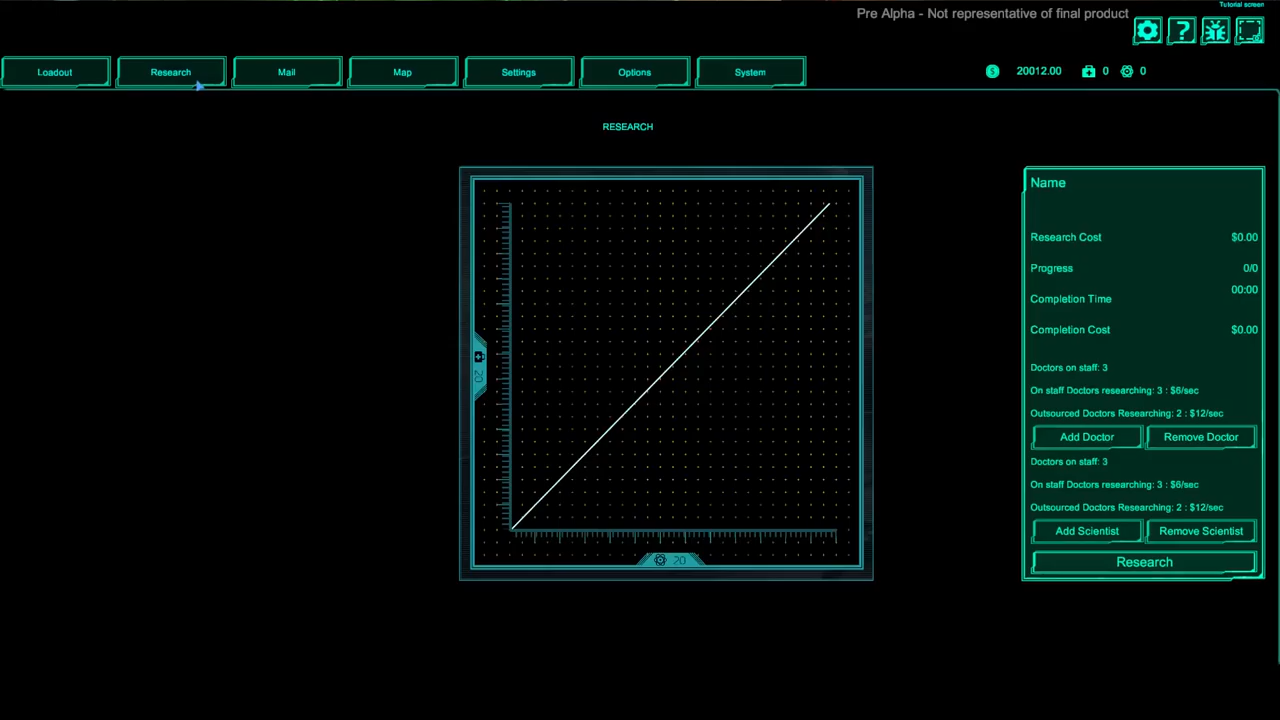 Tutorial screen
Pre Alpha - Not representative of final product
Loadout
Research
Mail
Map
Settings
Options
System
20012.00
0
0
RESEARCH
Name
Research Cost $0.00
Progress 0/0
Completion Time 00:00
Completion Cost $0.00
Doctors on staff: 3
On staff Doctors researching: 3 : $6/sec
Outsourced Doctors Researching: 2 : $12/sec
Add Doctor Remove Doctor
Doctors on staff: 3
On staff Doctors researching: 3 : $6/sec
Outsourced Doctors Researching: 2 : $12/sec
Add Scientist Remove Scientist
Research
20
20